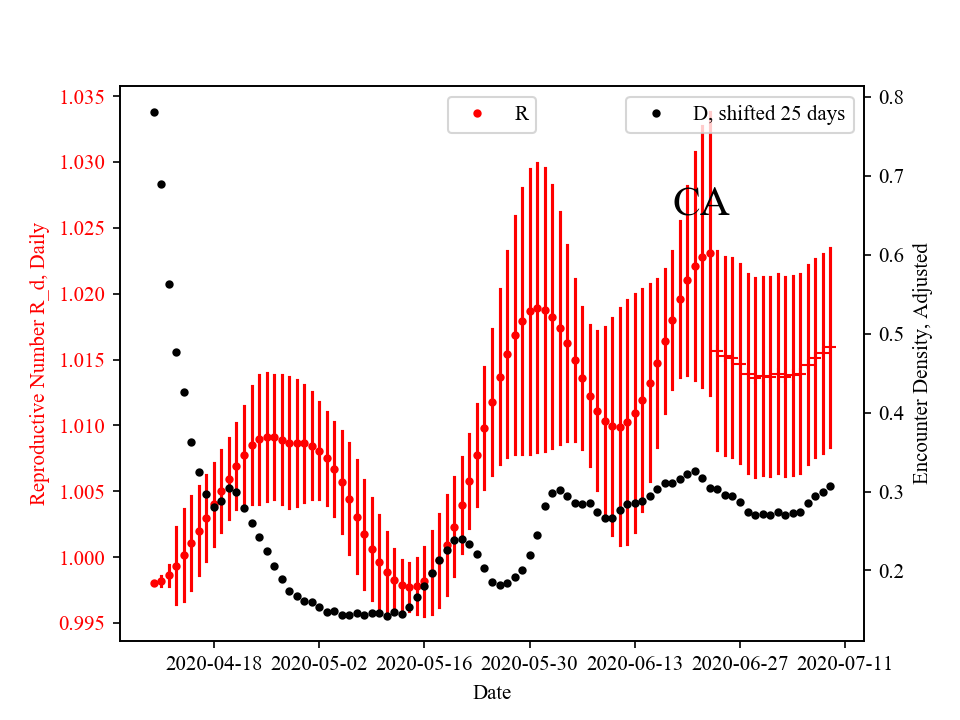 R
D, shifted 25 days
CA
Reproductive Number R_d, Daily
1.035
1.030
1.025
1.020
1.015
1.010
1.005
1.000
0.995
0.8
0.7
0.6
0.5
0.4
0.3
0.2
Encounter Density, Adjusted
2020-04-18 2020-05-02 2020-05-16 2020-05-30 2020-06-13 2020-06-27 2020-07-11
Date